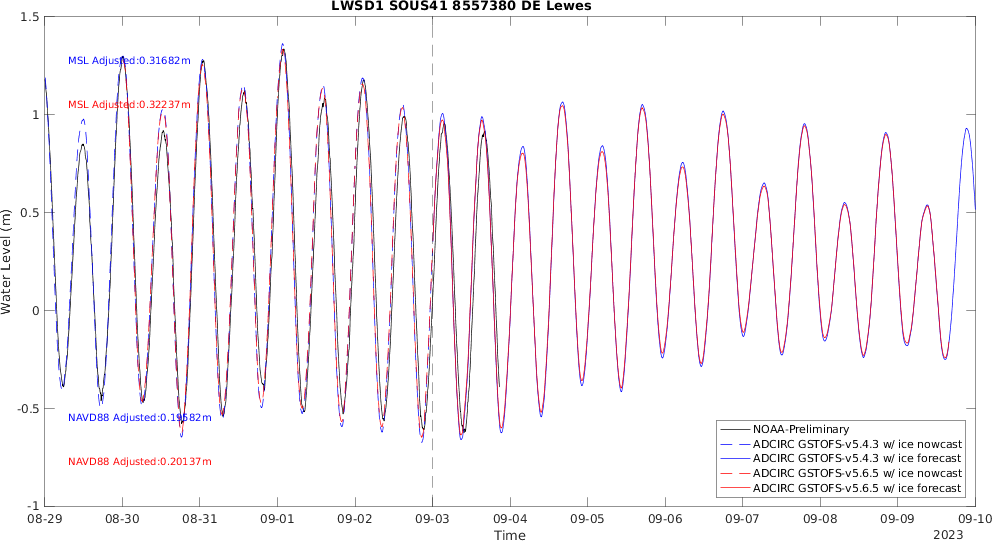 LWSD1 SOUS41 8557380 DE Lewes
1.5
MSL Adjusted:0.31682m
MSL Adjusted:0.32237m
1
0.5
Water Level (m)
0
-0.5
NAVD88 Adjusted:0.19582m
NAVD88 Adjusted:0.20137m
-1
NOAA-Preliminary
ADCIRC GSTOFS-v5.4.3 w/ ice nowcast
ADCIRC GSTOFS-v5.4.3 w/ ice forecast
ADCIRC GSTOFS-v5.6.5 w/ ice nowcast
ADCIRC GSTOFS-v5.6.5 w/ ice forecast
08-29 08-30 08-31 09-01 09-02 09-03 09-04 09-05 09-06 09-07 09-08 09-09 09-10
Time
2023